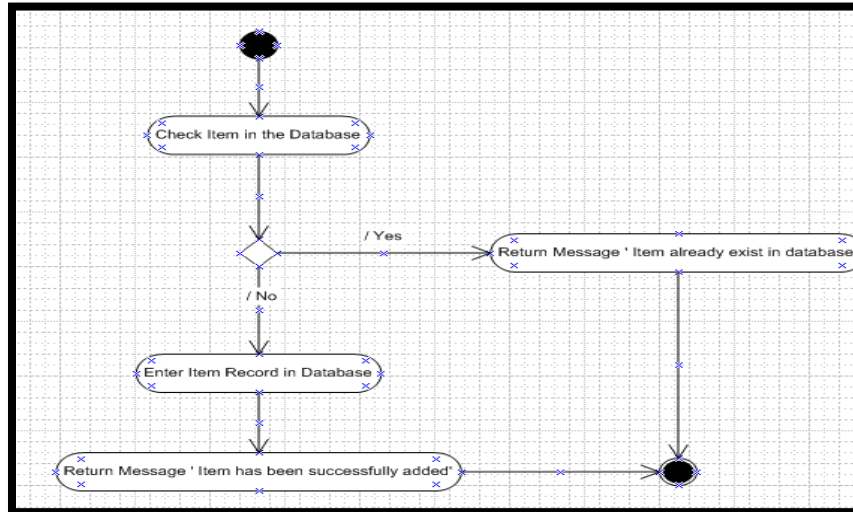 Check Item in the Database
/ Yes
Return Message ' Item already exist in database
/ No
Enter Item Record in Database
Return Message ' Item has been successfully added'